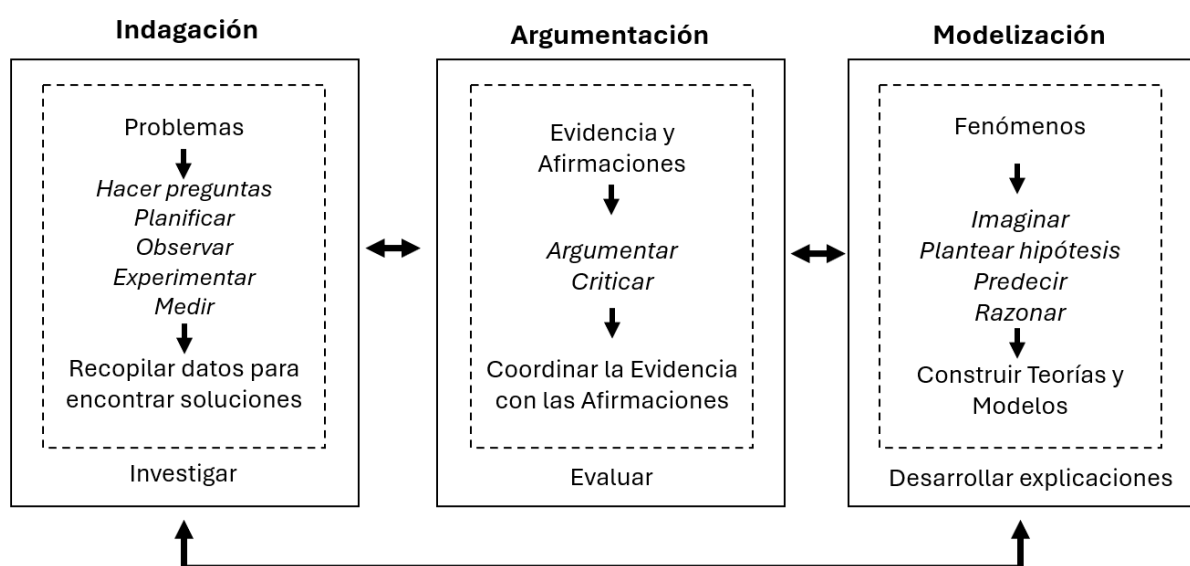 Indagación
Problemas
Hacer preguntas
Planificar
Observar
Experimentar
Medir
Recopilar datos para
encontrar soluciones
Investigar
Argumentación
Evidencia y
Afirmaciones
Argumentar
Criticar
Coordinar la Evidencia
con las Afirmaciones
Evaluar
Modelización
Fenómenos
Imaginar
Plantear hipótesis
Predecir
Razonar
Construir Teorías y
Modelos
Desarrollar explicaciones